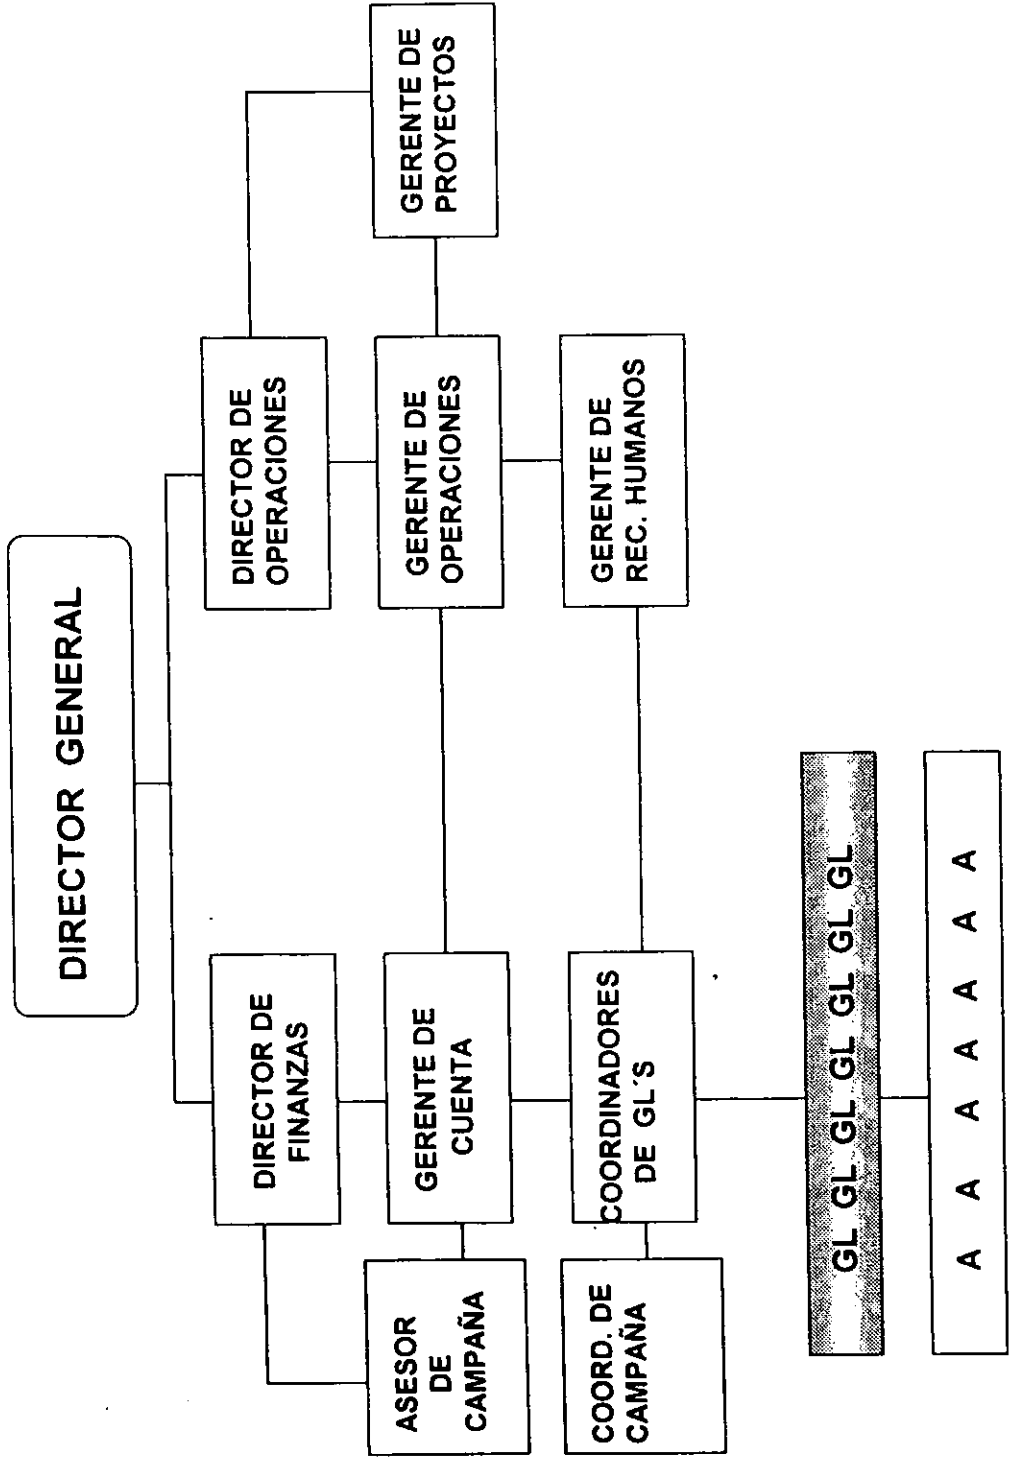 DIRECTOR GENERAL
DIRECTOR DE
FINANZAS
DIRECTOR DE
OPERACIONES
ASESOR
DE
CAMPAÑA
GERENTE DE
CUENTA
GERENTE DE
OPERACIONES
GERENTE DE
PROYECTOS
COORD. DE
CAMPAÑA
COORDINADORES
DE GL´S
GERENTE DE
REC. HUMANOS
GL GL GL GL GL GL GL
A A A A A A A